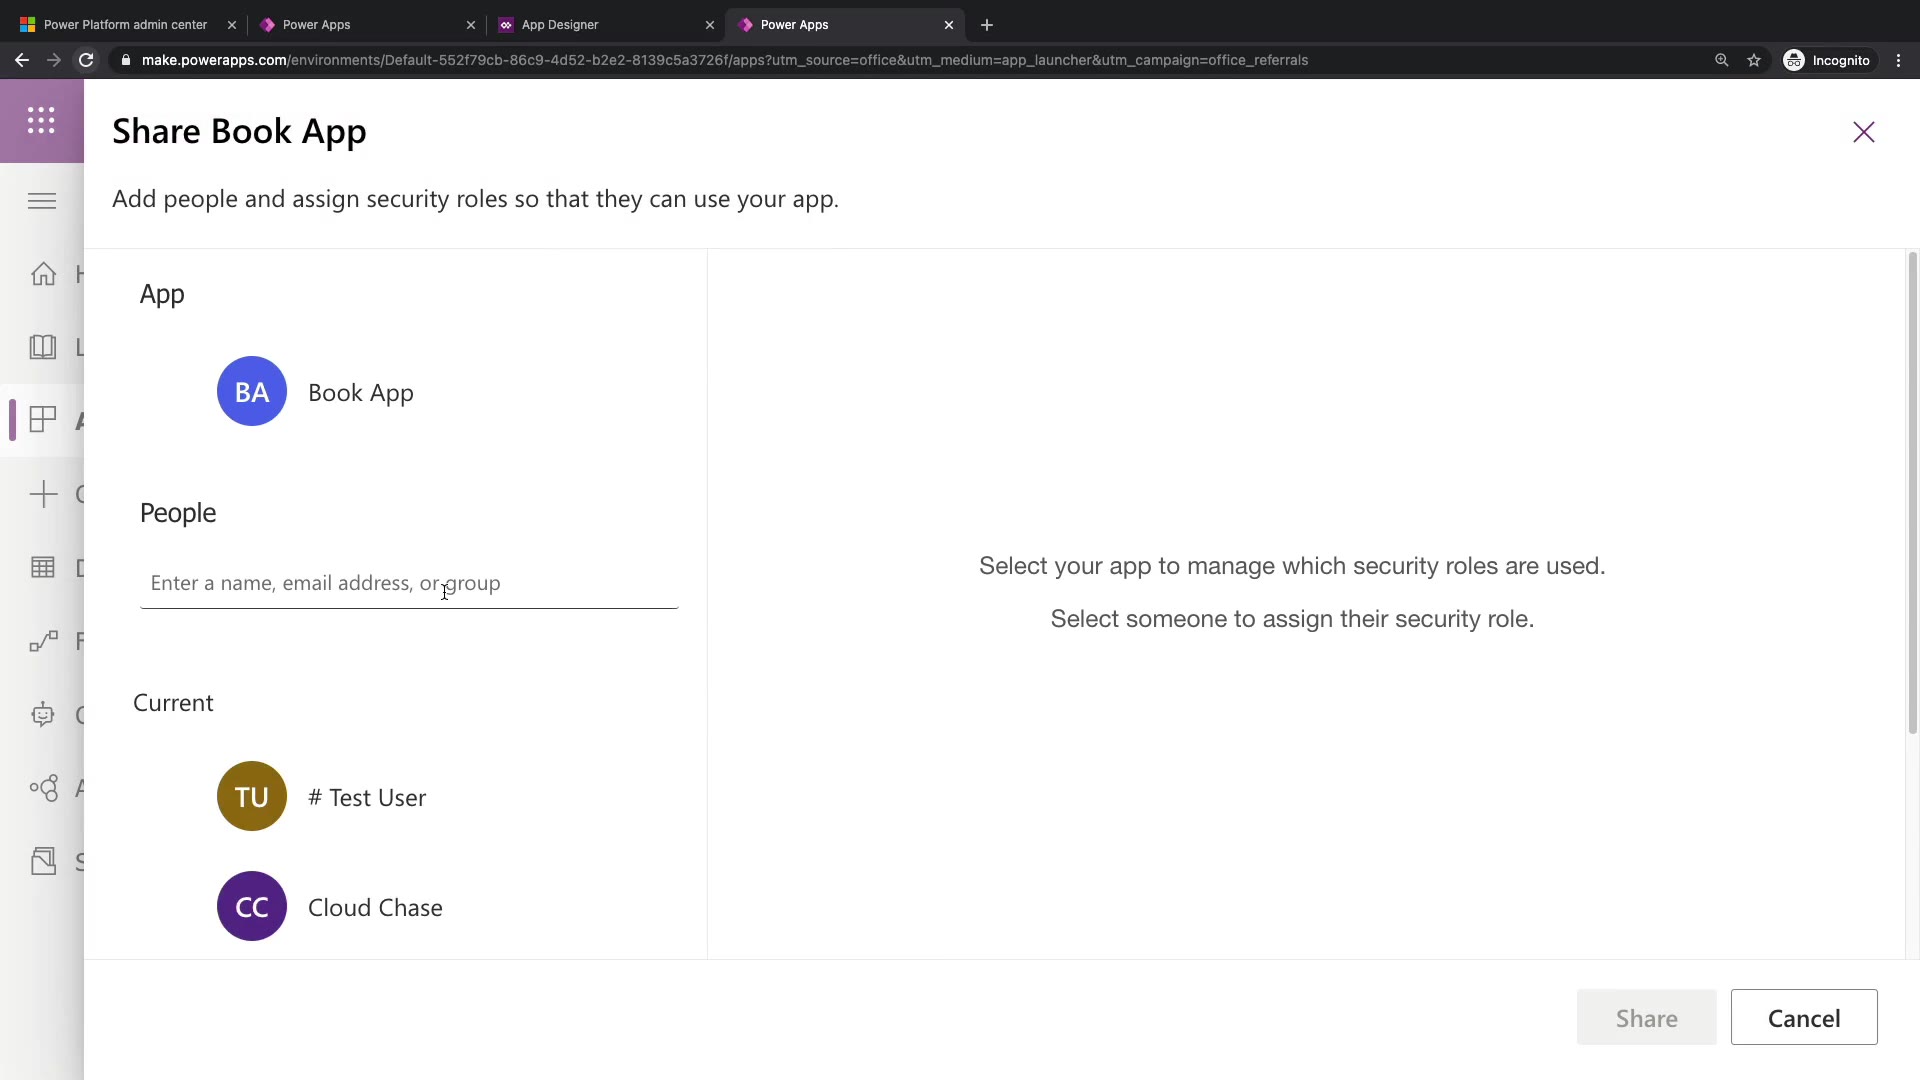 Power Platform admin center
Power Apps
App Designer
Power Apps
make.powerapps.com/environments/Default-552f79cb-86c9-4d52-b2e2-8139c5a3726f/apps?utm_source=office&utm_medium=app_launcher&utm_campaign=office_referrals
Incognito
Share Book App
Add people and assign security roles so that they can use your app.
H
L
A
C
D
F
C
A
S
App
BA
Book App
People
Enter a name, email address, or group
Current
TU
# Test User
CC
Cloud Chase
Select your app to manage which security roles are used.
Select someone to assign their security role.
Share
Cancel